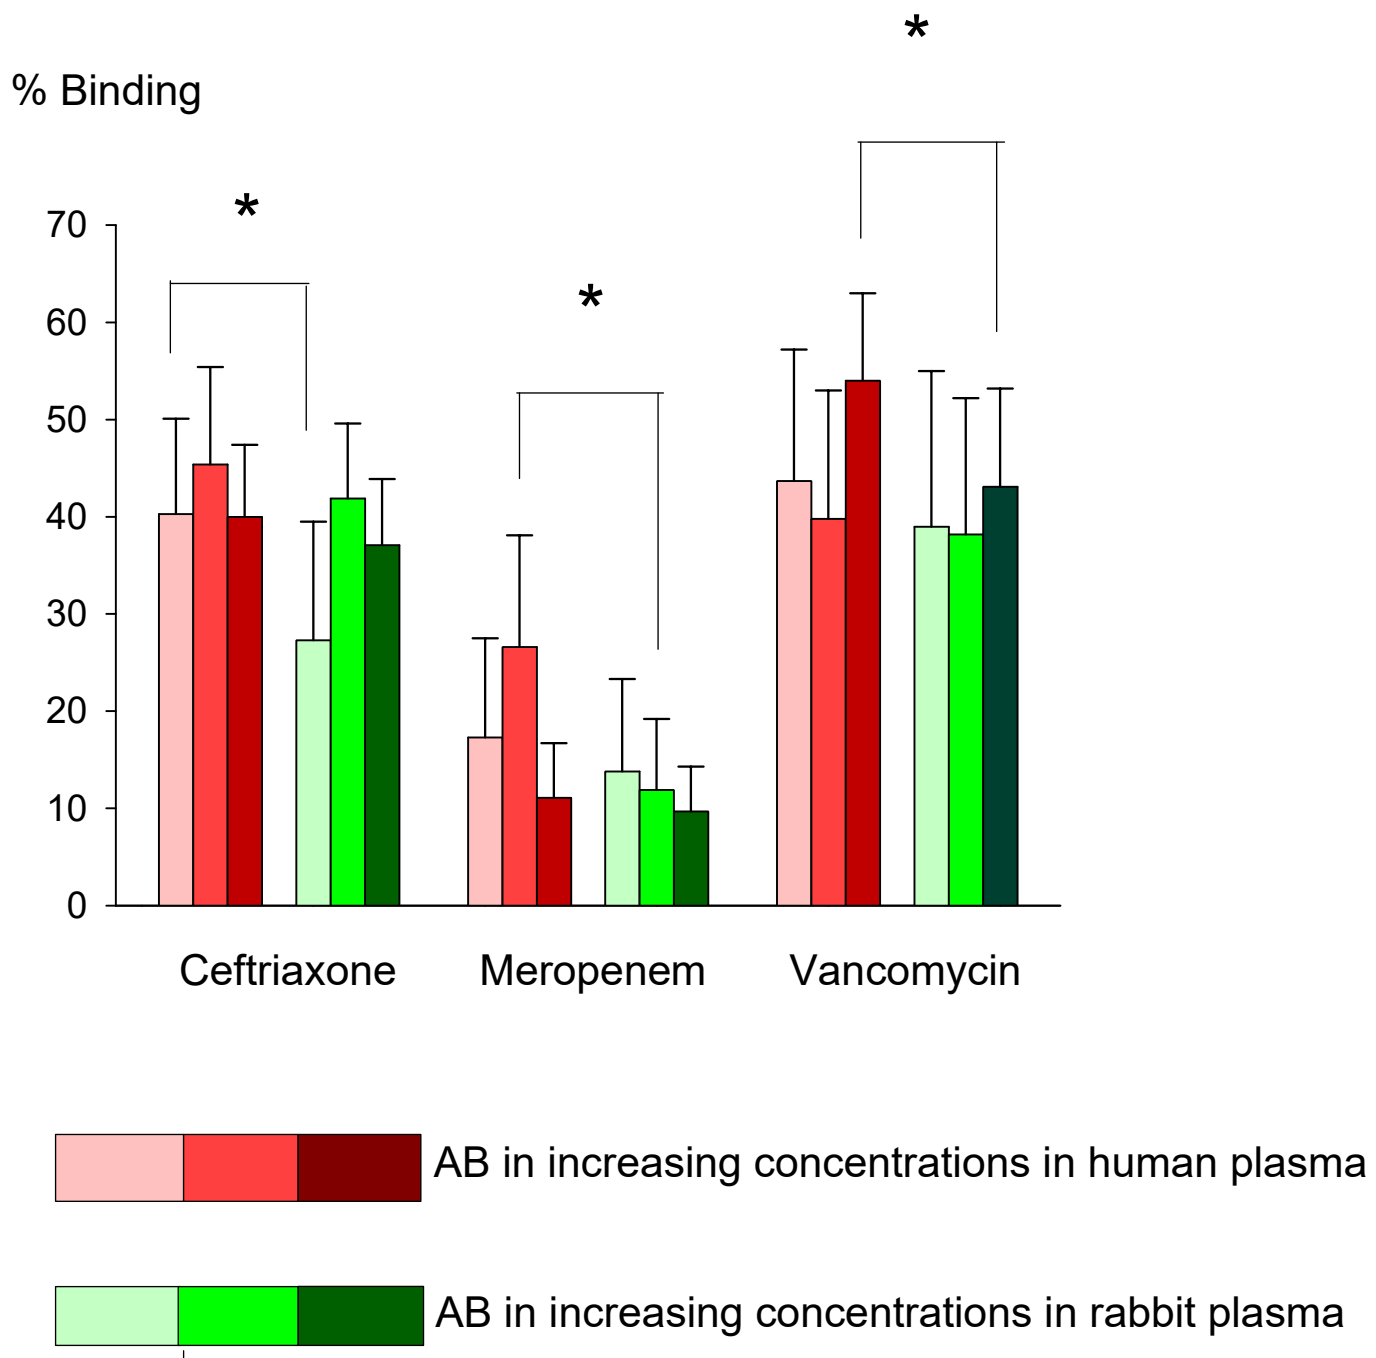 *
% Binding
*
70
*
60
50
40
30
20
10
0
Ceftriaxone Meropenem Vancomycin
AB in increasing concentrations in human plasma
AB in increasing concentrations in rabbit plasma